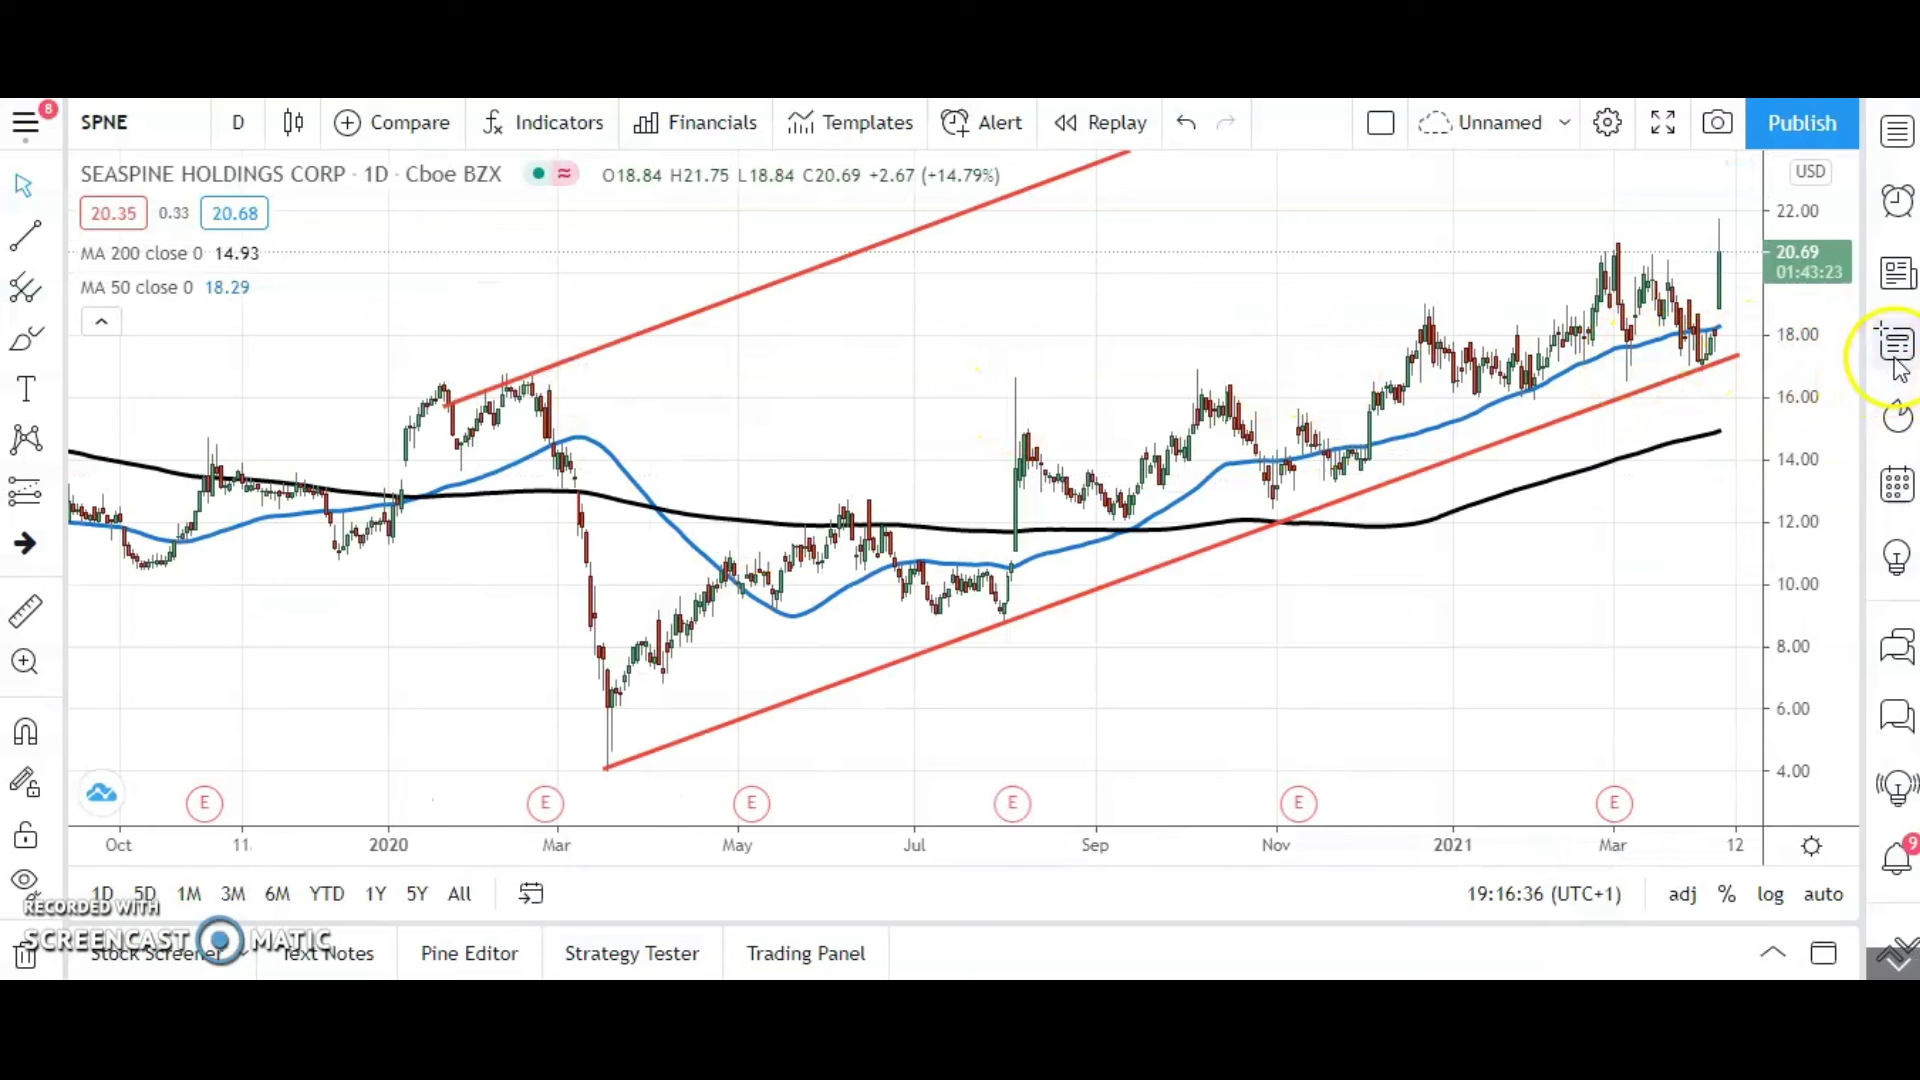 8
SPNE D Compare Indicators Financials Templates Alert Replay Unnamed Publish
SEASPINE HOLDINGS CORP · 1D · Cboe BZX O18.84 H21.75 L18.84 C20.69 +2.67 (+14.79%) USD
20.35 0.33 20.68 22.00
MA 200 close 0 14.93 20.69
01:43:23
MA 50 close 0 18.29
18.00
16.00
14.00
12.00
10.00
8.00
6.00
4.00
E E E E E E
Oct 11 2020 Mar May Jul Sep Nov 2021 Mar 12
9
1D 5D 1M 3M 6M YTD 1Y 5Y All 19:16:36 (UTC+1) adj % log auto
RECORDED WITH
SCREENCAST MATIC
Stock Screener Text Notes Pine Editor Strategy Tester Trading Panel
T